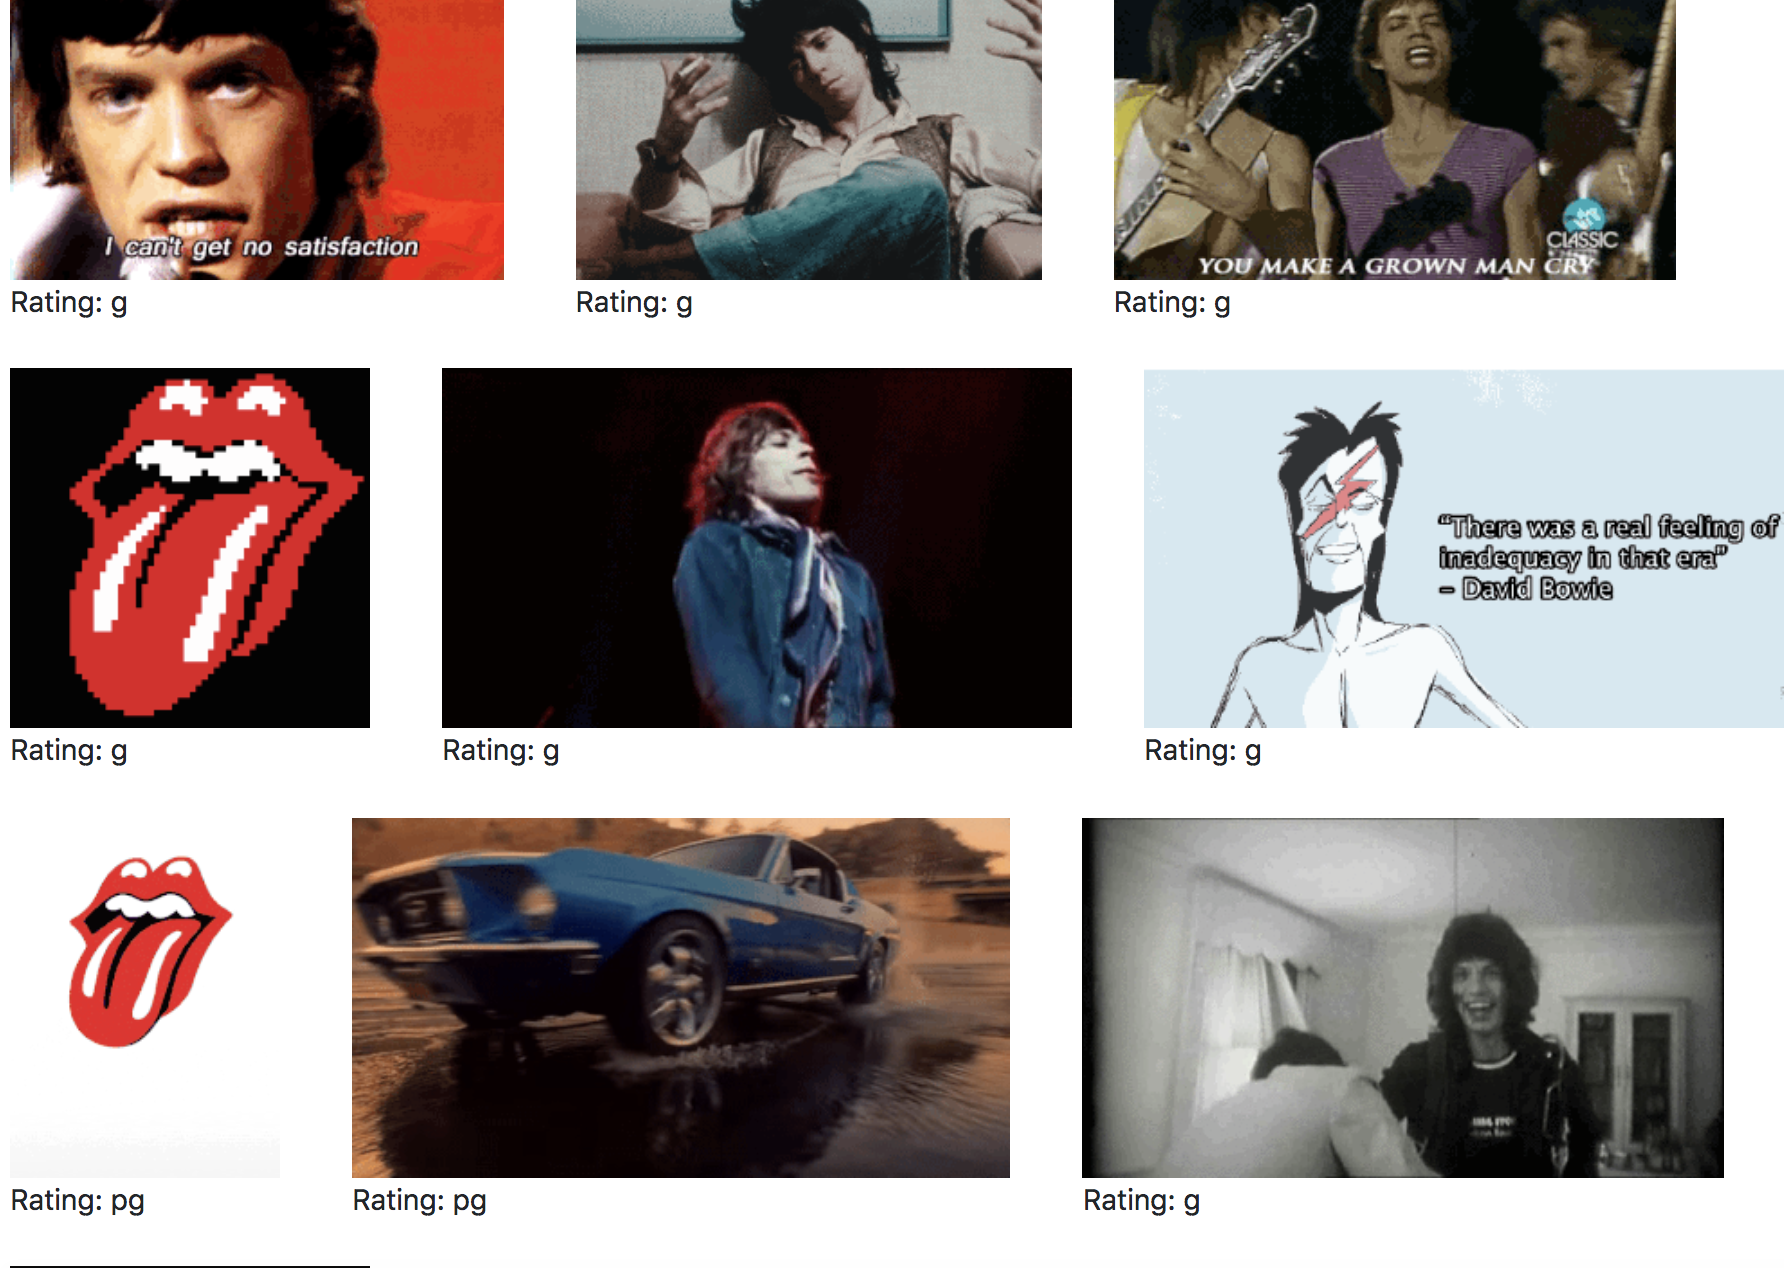 I can't get no satisfaction
CLASSIC
YOU MAKE A GROWN MAN CRY
Rating: g
Rating: g
Rating: g
“There was a real feeling of
inadequacy in that era”
– David Bowie
Rating: g
Rating: g
Rating: g
Rating: pg
Rating: pg
Rating: g